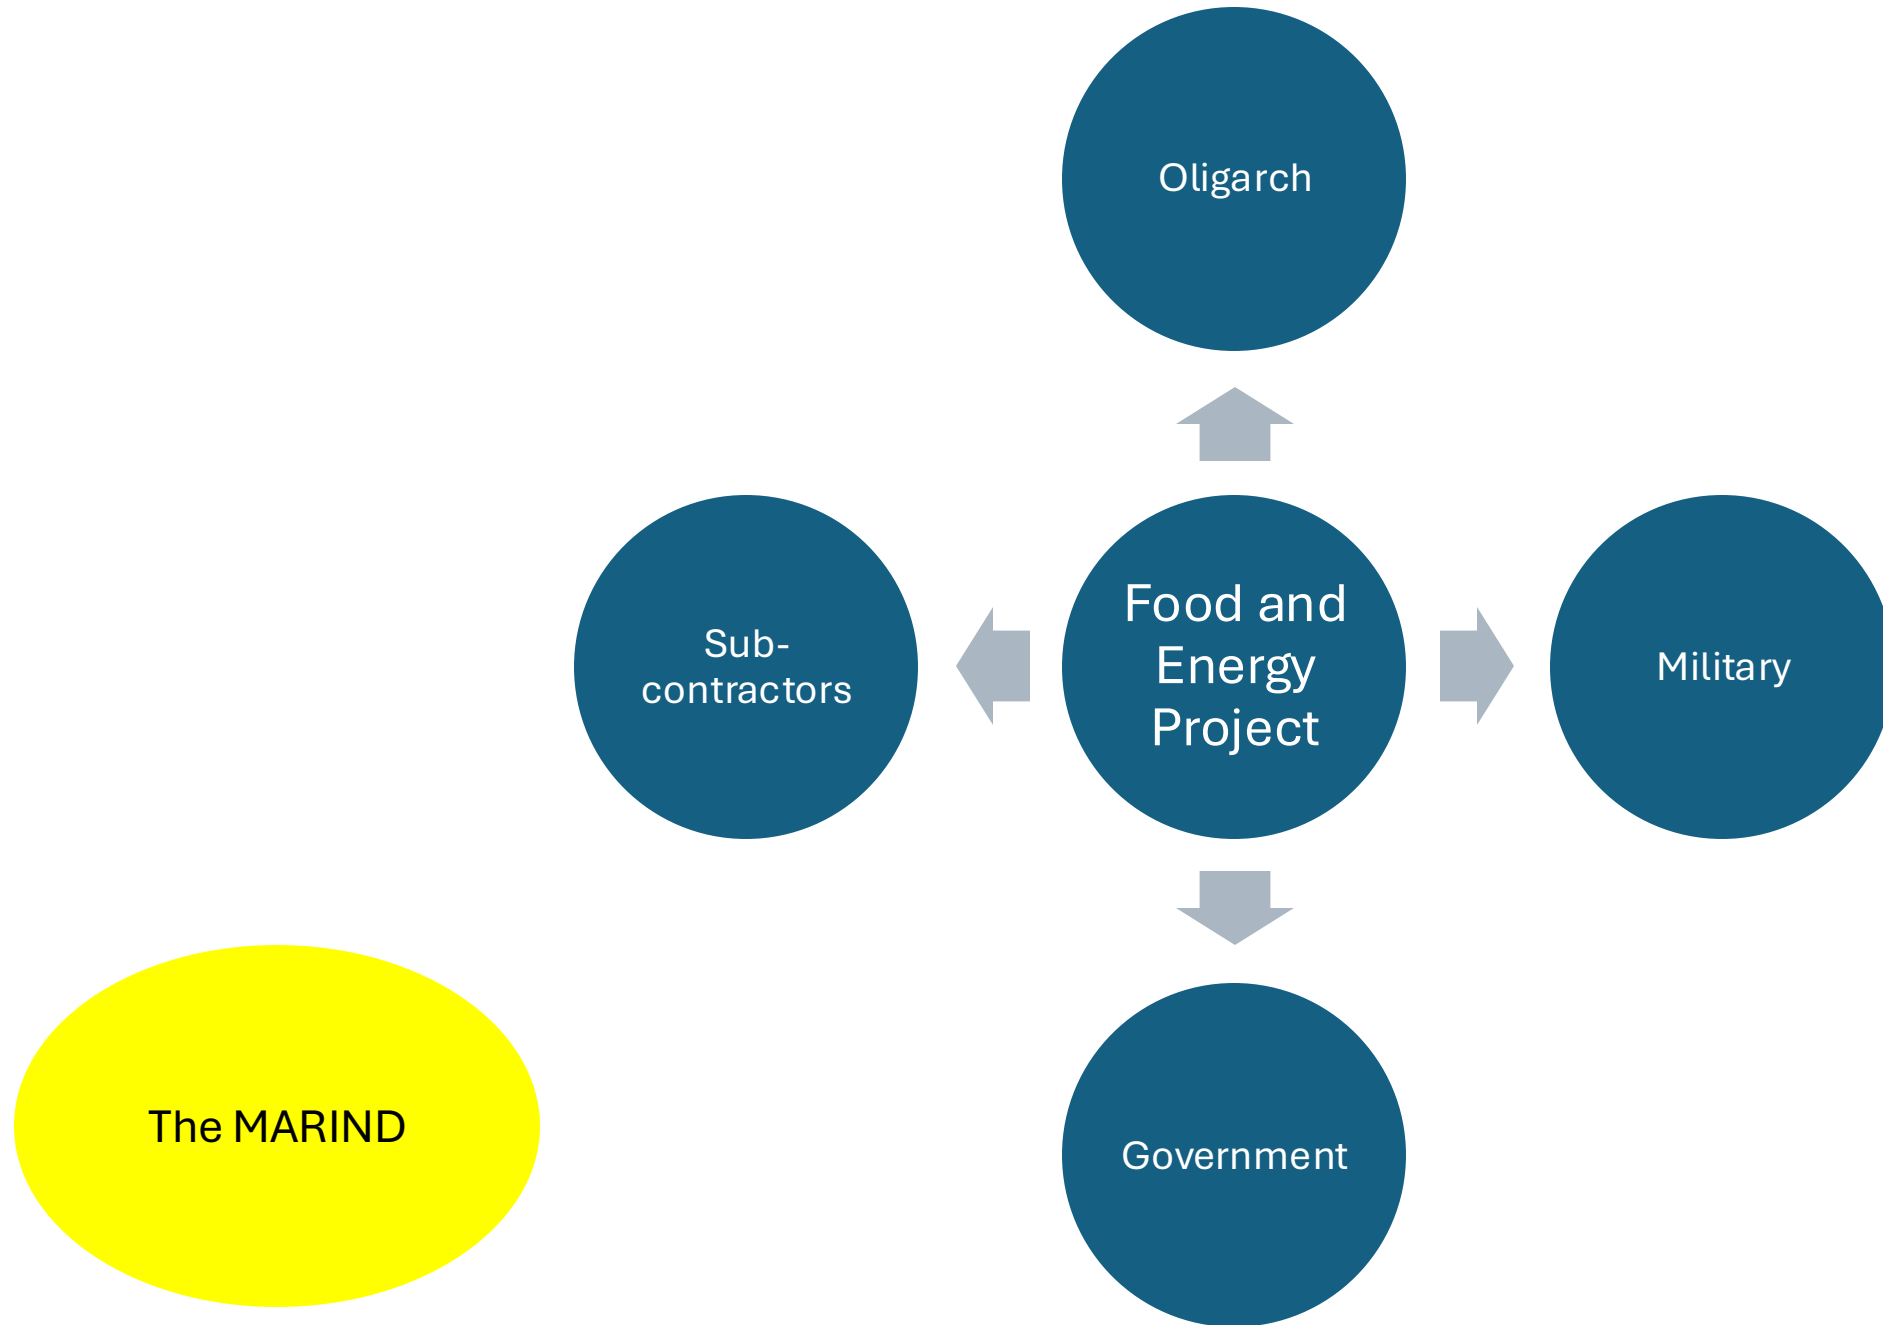 Oligarch
Sub-
contractors
Food and
Energy
Project
Military
The MARIND
Government